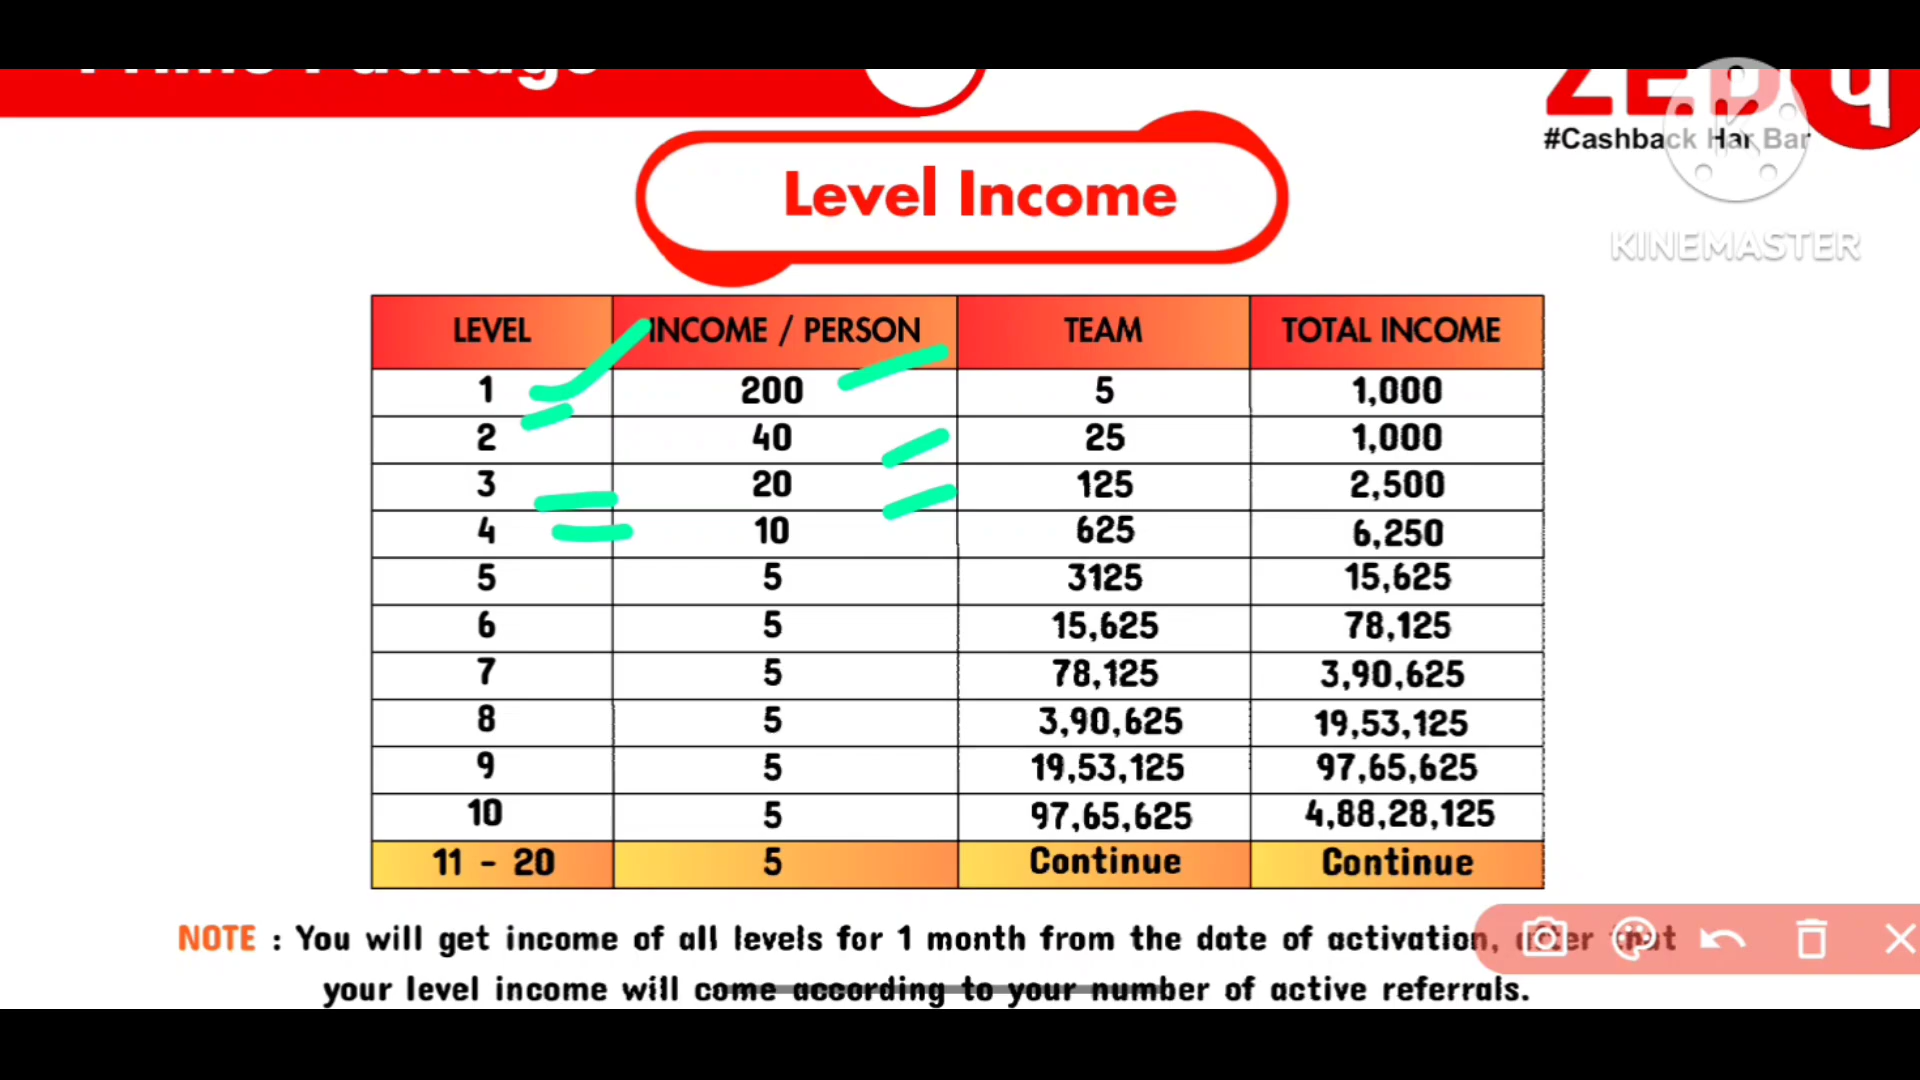 Prime Package
ZED प
#Cashback Har Bar
KINEMASTER
Level Income
LEVEL INCOME / PERSON TEAM TOTAL INCOME
1 200 5 1,000
2 40 25 1,000
3 20 125 2,500
4 10 625 6,250
5 5 3125 15,625
6 5 15,625 78,125
7 5 78,125 3,90,625
8 5 3,90,625 19,53,125
9 5 19,53,125 97,65,625
10 5 97,65,625 4,88,28,125
11 - 20 5 Continue Continue
NOTE : You will get income of all levels for 1 month from the date of activation, after that
your level income will come according to your number of active referrals.